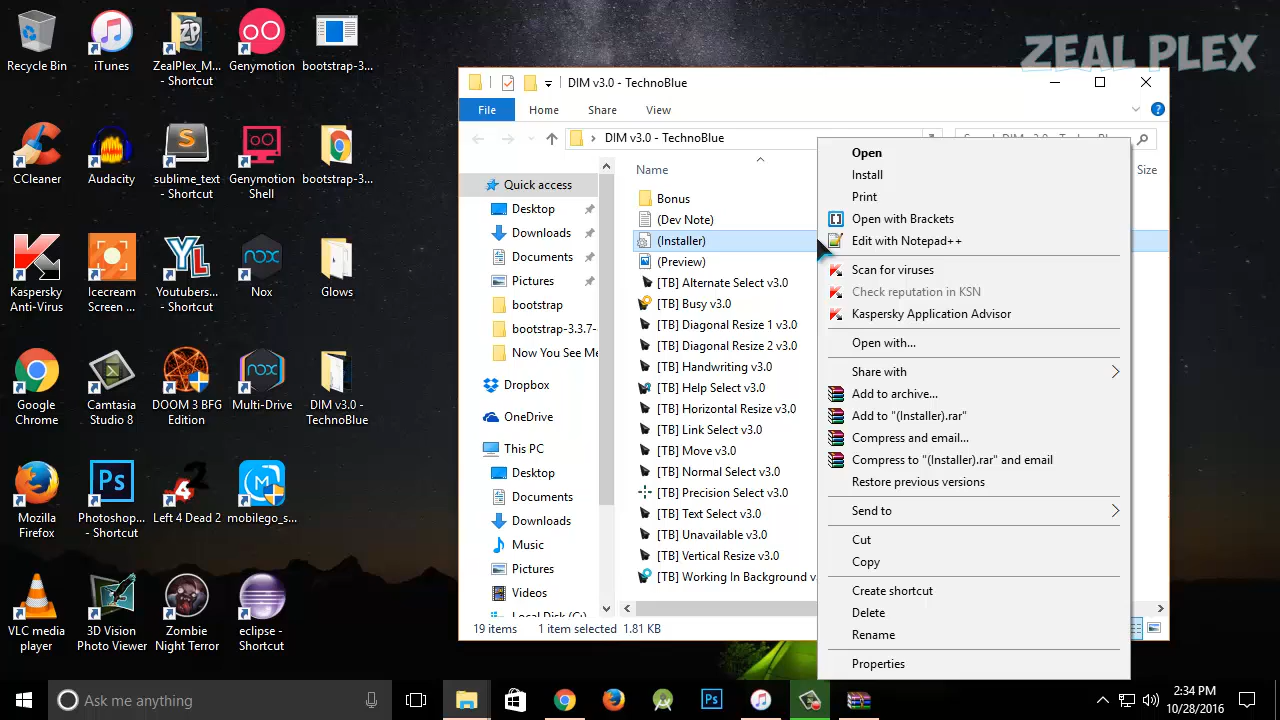 Recycle Bin
iTunes
ZealPlex_M...
- Shortcut
Genymotion
bootstrap-3...
CCleaner
Audacity
sublime_text
- Shortcut
Genymotion
Shell
bootstrap-3...
Kaspersky
Anti-Virus
Icecream
Screen ...
Youtubers...
- Shortcut
Nox
Glows
Google
Chrome
Camtasia
Studio 8
DOOM 3 BFG
Edition
Multi-Drive
DIM v3.0 -
TechnoBlue
Mozilla
Firefox
Photoshop...
- Shortcut
Left 4 Dead 2
mobilego_s...
VLC media
player
3D Vision
Photo Viewer
Zombie
Night Terror
eclipse -
Shortcut
ZEAL PLEX
DIM v3.0 - TechnoBlue
File
Home
Share
View
DIM v3.0 - TechnoBlue
Quick access
Desktop
Downloads
Documents
Pictures
bootstrap
bootstrap-3.3.7-
Now You See Me
Dropbox
OneDrive
This PC
Desktop
Documents
Downloads
Music
Pictures
Videos
Local Disk (C:)
Name
Size
Bonus
(Dev Note)
(Installer)
(Preview)
[TB] Alternate Select v3.0
[TB] Busy v3.0
[TB] Diagonal Resize 1 v3.0
[TB] Diagonal Resize 2 v3.0
[TB] Handwriting v3.0
[TB] Help Select v3.0
[TB] Horizontal Resize v3.0
[TB] Link Select v3.0
[TB] Move v3.0
[TB] Normal Select v3.0
[TB] Precision Select v3.0
[TB] Text Select v3.0
[TB] Unavailable v3.0
[TB] Vertical Resize v3.0
[TB] Working In Background v
19 items
1 item selected 1.81 KB
Open
Install
Print
Open with Brackets
Edit with Notepad++
Scan for viruses
Check reputation in KSN
Kaspersky Application Advisor
Open with...
Share with
Add to archive...
Add to "(Installer).rar"
Compress and email...
Compress to "(Installer).rar" and email
Restore previous versions
Send to
Cut
Copy
Create shortcut
Delete
Rename
Properties
Ask me anything
2:34 PM
10/28/2016